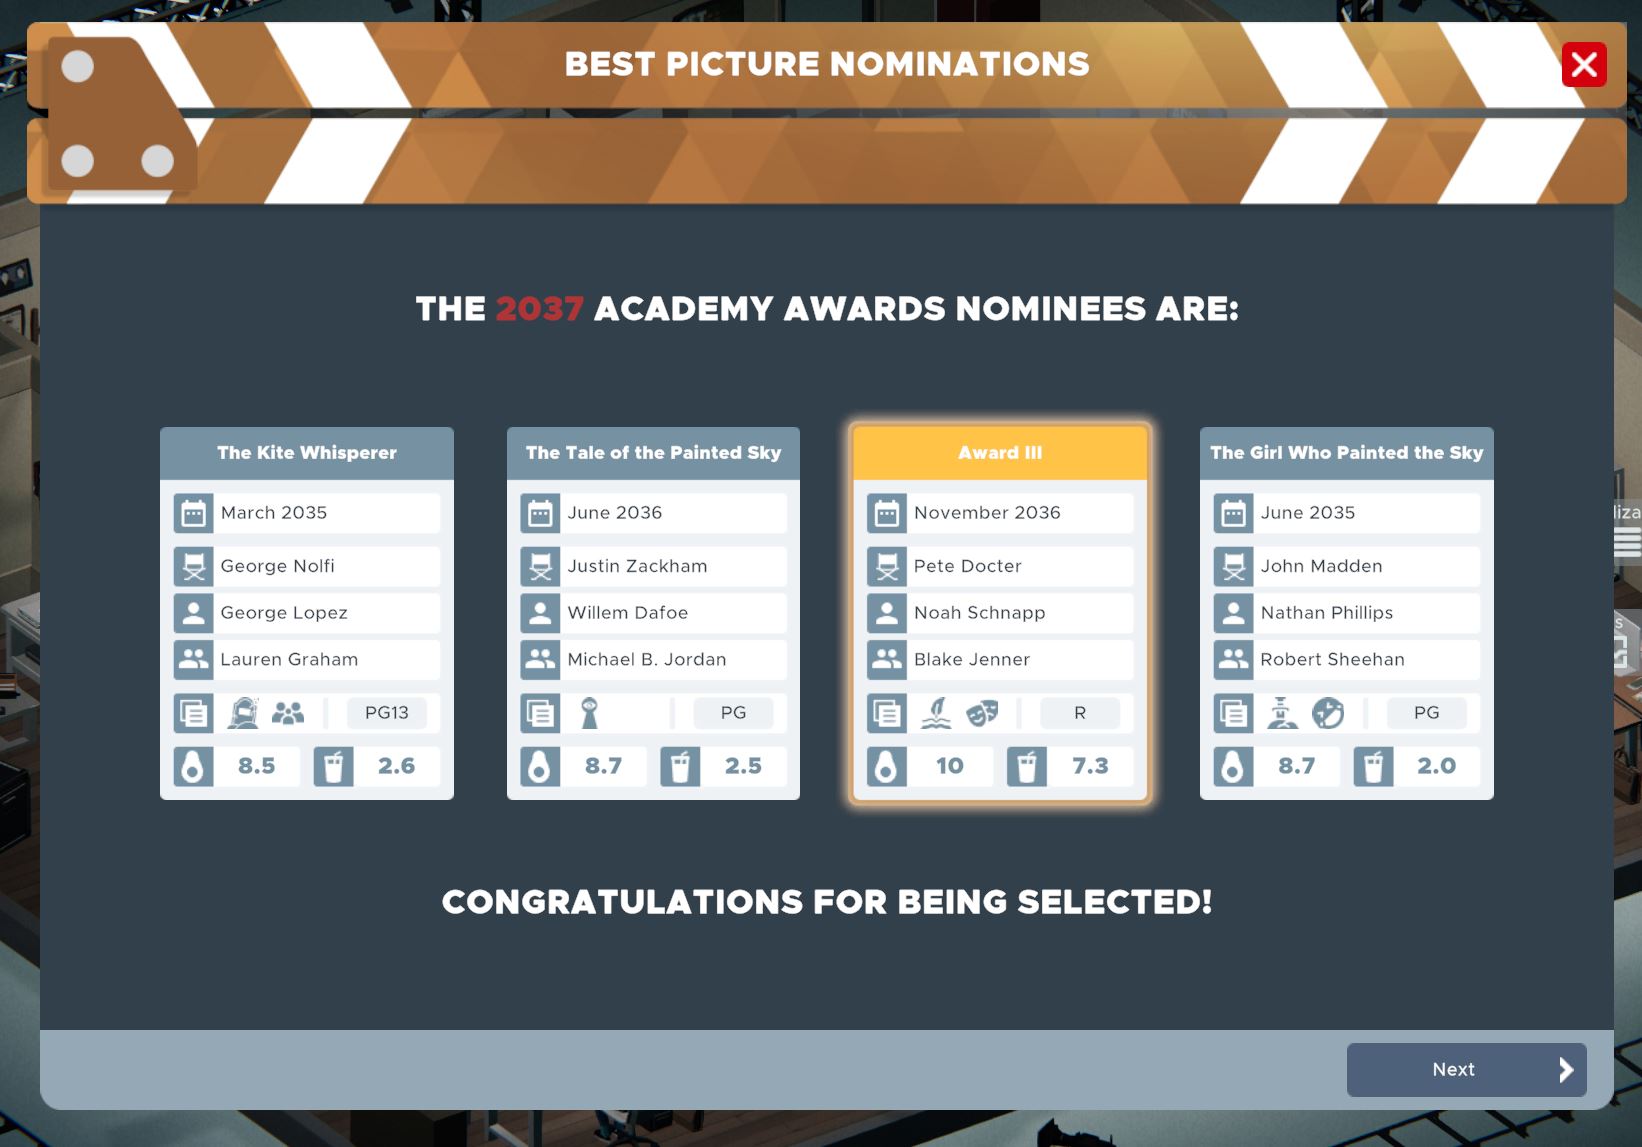 BEST PICTURE NOMINATIONS
THE 2037 ACADEMY AWARDS NOMINEES ARE:
The Kite Whisperer
March 2035
George Nolfi
George Lopez
Lauren Graham
PG13
8.5 2.6
The Tale of the Painted Sky
June 2036
Justin Zackham
Willem Dafoe
Michael B. Jordan
PG
8.7 2.5
Award III
November 2036
Pete Docter
Noah Schnapp
Blake Jenner
R
10 7.3
The Girl Who Painted the Sky
June 2035
John Madden
Nathan Phillips
Robert Sheehan
PG
8.7 2.0
CONGRATULATIONS FOR BEING SELECTED!
Next